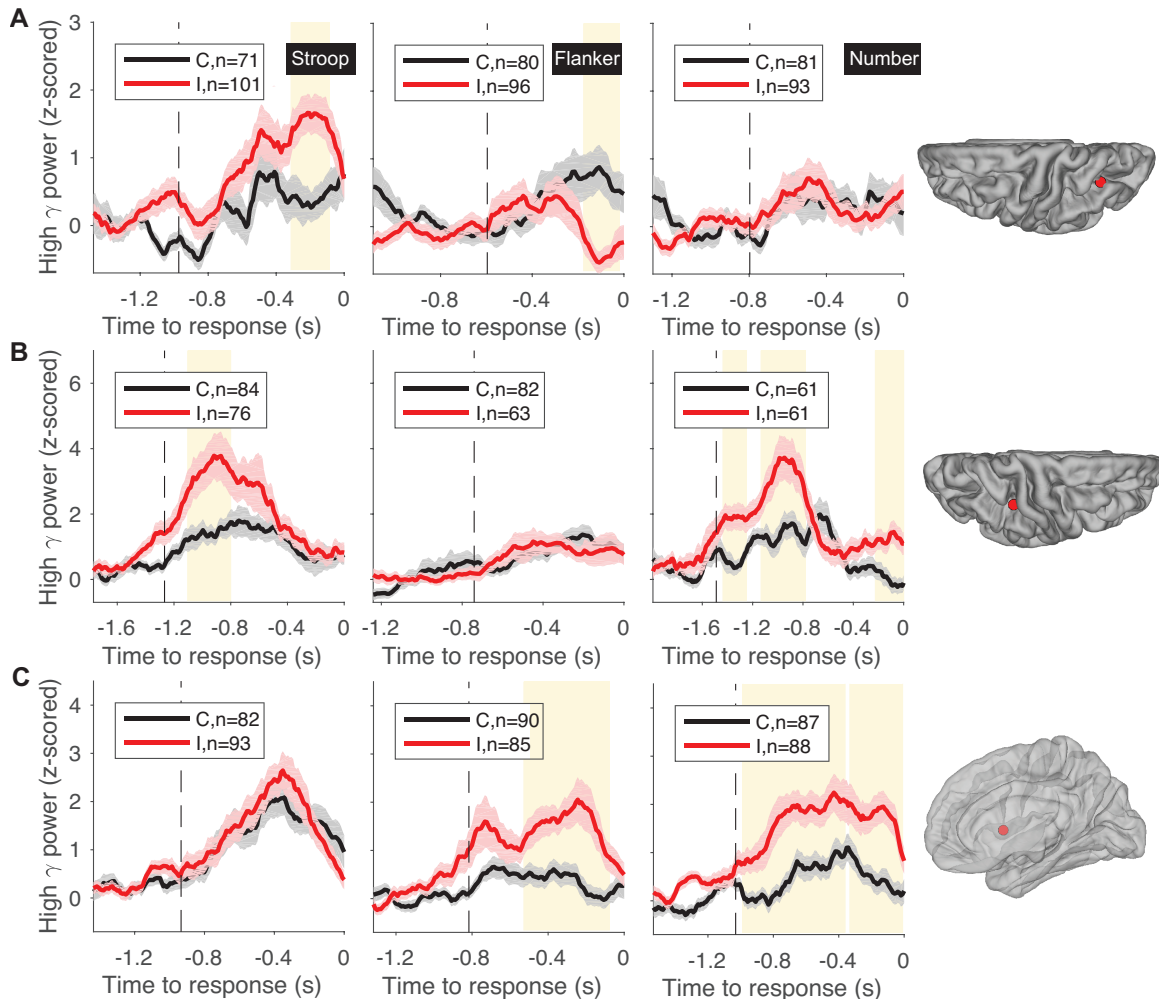 A
High γ power (z-scored)
3
2
1
0
C,n=71
I,n=101
Stroop
C,n=80
I,n=96
Flanker
C,n=81
I,n=93
Number
-1.2 -0.8 -0.4 0
-0.8 -0.4 0
-1.2 -0.8 -0.4 0
Time to response (s)
Time to response (s)
Time to response (s)
B
High γ power (z-scored)
6
4
2
0
C,n=84
I,n=76
C,n=82
I,n=63
C,n=61
I,n=61
-1.6 -1.2 -0.8 -0.4 0
-1.2 -0.8 -0.4 0
-1.6 -1.2 -0.8 -0.4 0
Time to response (s)
Time to response (s)
Time to response (s)
C
High γ power (z-scored)
4
3
2
1
0
C,n=82
I,n=93
C,n=90
I,n=85
C,n=87
I,n=88
-1.2 -0.8 -0.4 0
-1.2 -0.8 -0.4 0
-1.2 -0.8 -0.4 0
Time to response (s)
Time to response (s)
Time to response (s)